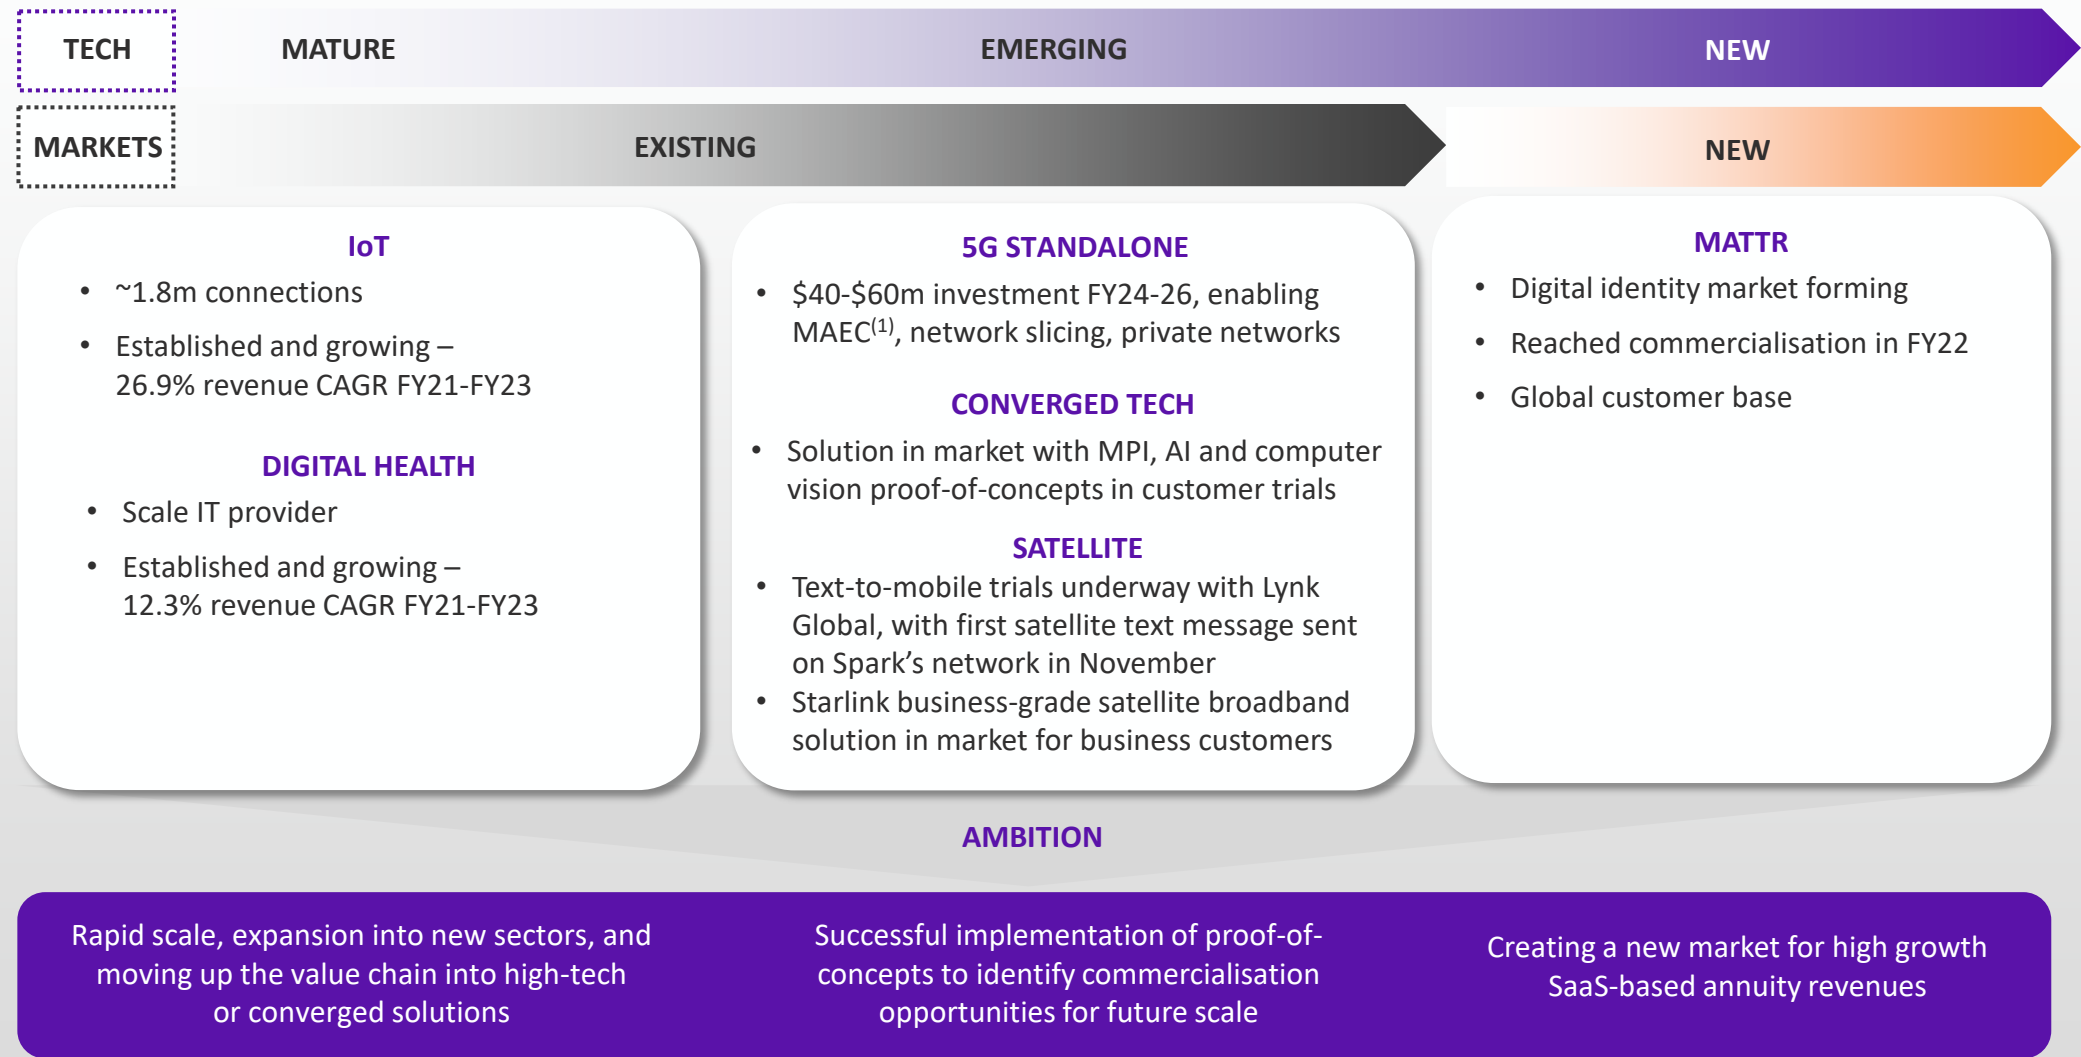 TECH
MATURE
EMERGING
NEW
MARKETS
EXISTING
NEW
IoT
• ~1.8m connections
• Established and growing –
26.9% revenue CAGR FY21-FY23
DIGITAL HEALTH
• Scale IT provider
• Established and growing –
12.3% revenue CAGR FY21-FY23
5G STANDALONE
• $40-$60m investment FY24-26, enabling
MAEC(1), network slicing, private networks
CONVERGED TECH
• Solution in market with MPI, AI and computer
vision proof-of-concepts in customer trials
SATELLITE
• Text-to-mobile trials underway with Lynk
Global, with first satellite text message sent
on Spark’s network in November
• Starlink business-grade satellite broadband
solution in market for business customers
MATTR
• Digital identity market forming
• Reached commercialisation in FY22
• Global customer base
AMBITION
Rapid scale, expansion into new sectors, and
moving up the value chain into high-tech
or converged solutions
Successful implementation of proof-of-
concepts to identify commercialisation
opportunities for future scale
Creating a new market for high growth
SaaS-based annuity revenues